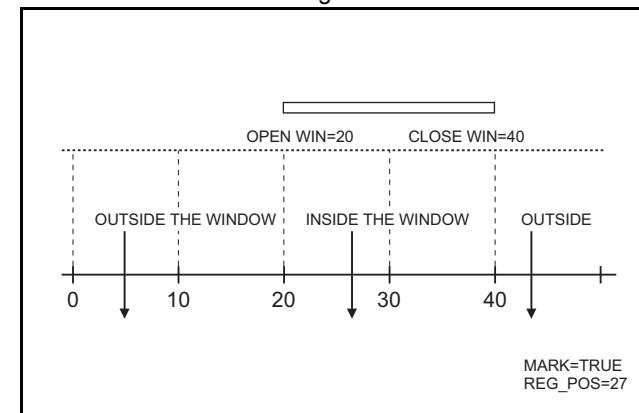 OPEN WIN=20 CLOSE WIN=40
OUTSIDE THE WINDOW INSIDE THE WINDOW OUTSIDE
0 10 20 30 40
MARK=TRUE
REG_POS=27